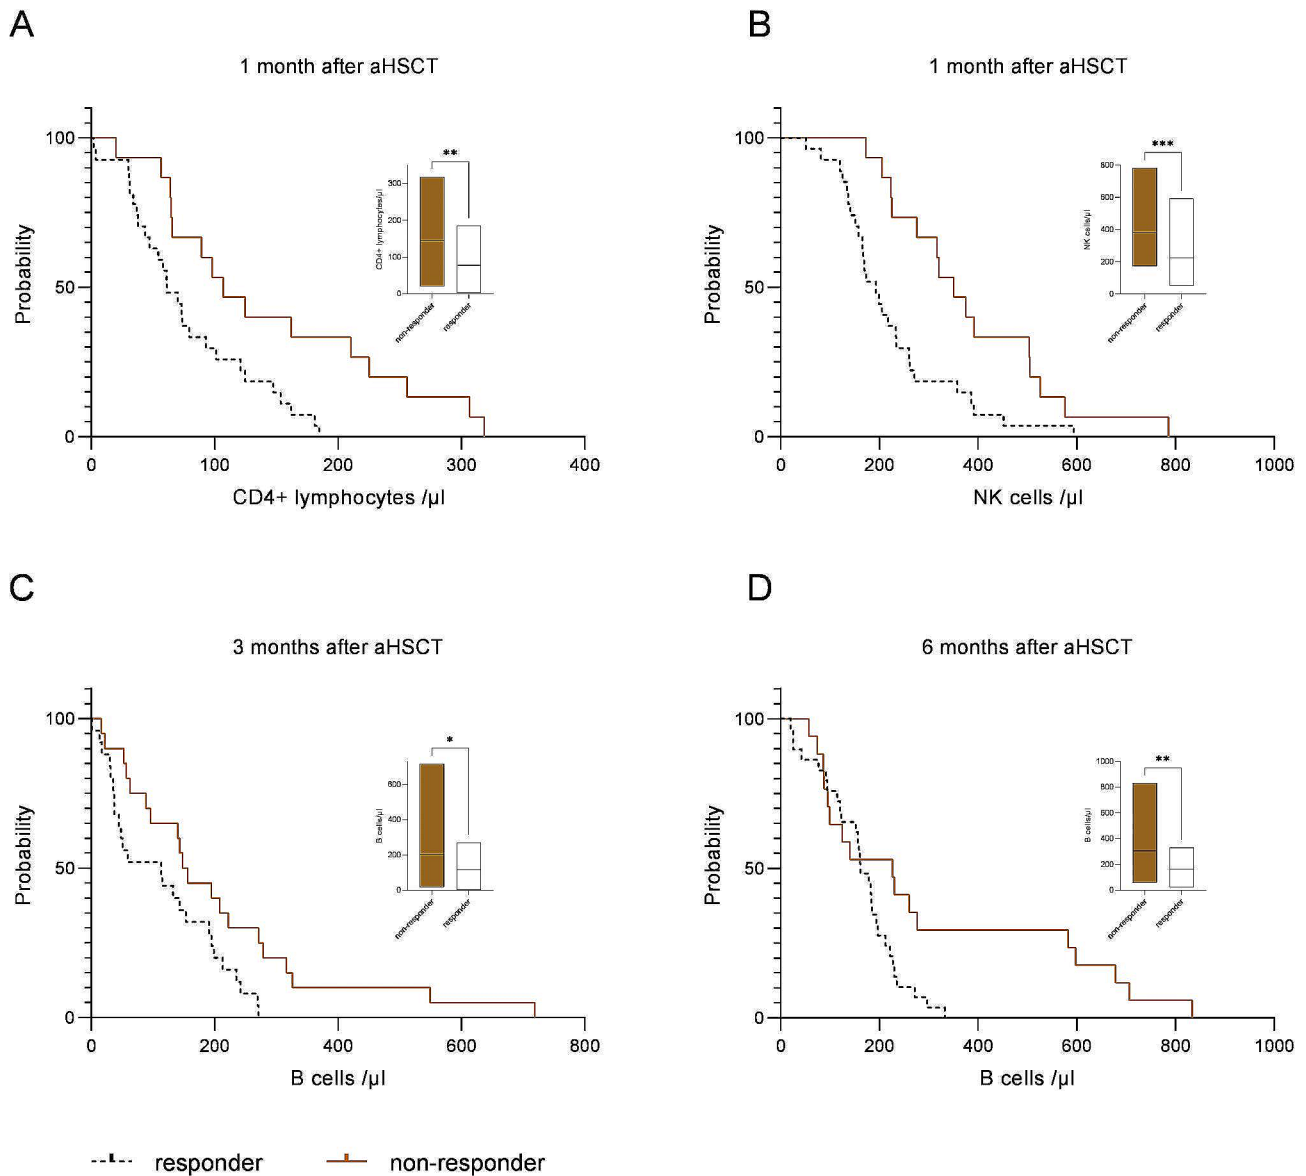 A
1 month after aHSCT
Probability
100
50
0
0 100 200 300 400
CD4+ lymphocytes /µl
CD4+ lymphocytes/µl
300
200
100
0
**
non-responder
responder
B
1 month after aHSCT
Probability
100
50
0
0 200 400 600 800 1000
NK cells /µl
NK cells/µl
800
600
400
200
0
***
non-responder
responder
C
3 months after aHSCT
Probability
100
50
0
0 200 400 600 800
B cells /µl
B cells/µl
600
400
200
0
*
non-responder
responder
D
6 months after aHSCT
Probability
100
50
0
0 200 400 600 800 1000
B cells /µl
B cells/µl
1000
800
600
400
200
0
**
non-responder
responder
responder non-responder